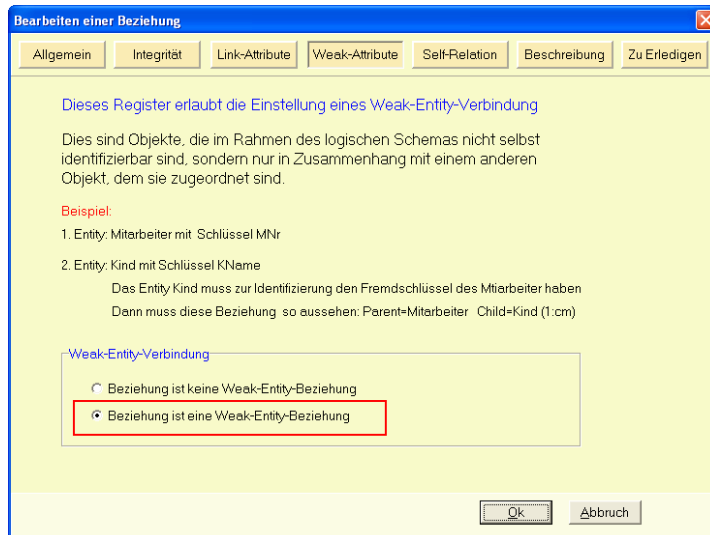 Bearbeiten einer Beziehung
Allgemein Integrität Link-Attribute Weak-Attribute Self-Relation Beschreibung Zu Erledigen
Dieses Register erlaubt die Einstellung eines Weak-Entity-Verbindung
Dies sind Objekte, die im Rahmen des logischen Schemas nicht selbst
identifizierbar sind, sondern nur in Zusammenhang mit einem anderen
Objekt, dem sie zugeordnet sind.
Beispiel:
1. Entity: Mitarbeiter mit Schlüssel MNr
2. Entity: Kind mit Schlüssel KName
Das Entity Kind muss zur Identifizierung den Fremdschlüssel des Mtiarbeiter haben
Dann muss diese Beziehung so aussehen: Parent=Mitarbeiter Child=Kind (1:cm)
Weak-Entity-Verbindung
Beziehung ist keine Weak-Entity-Beziehung
Beziehung ist eine Weak-Entity-Beziehung
Ok Abbruch